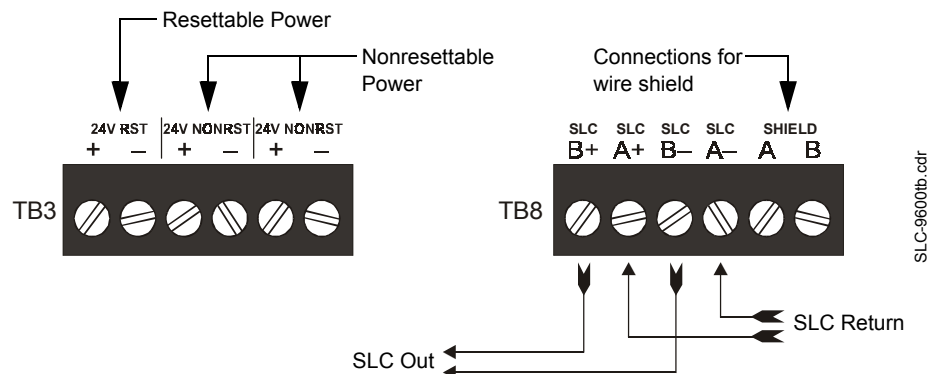 Resettable Power
Nonresettable
Power
Connections for
wire shield
24V RST 24V NONRST 24V NONRST
+ – + – + –
SLC SLC SLC SLC SHIELD
B+ A+ B– A– A B
TB3
TB8
SLC Return
SLC Out
SLC-9600tb.cdr